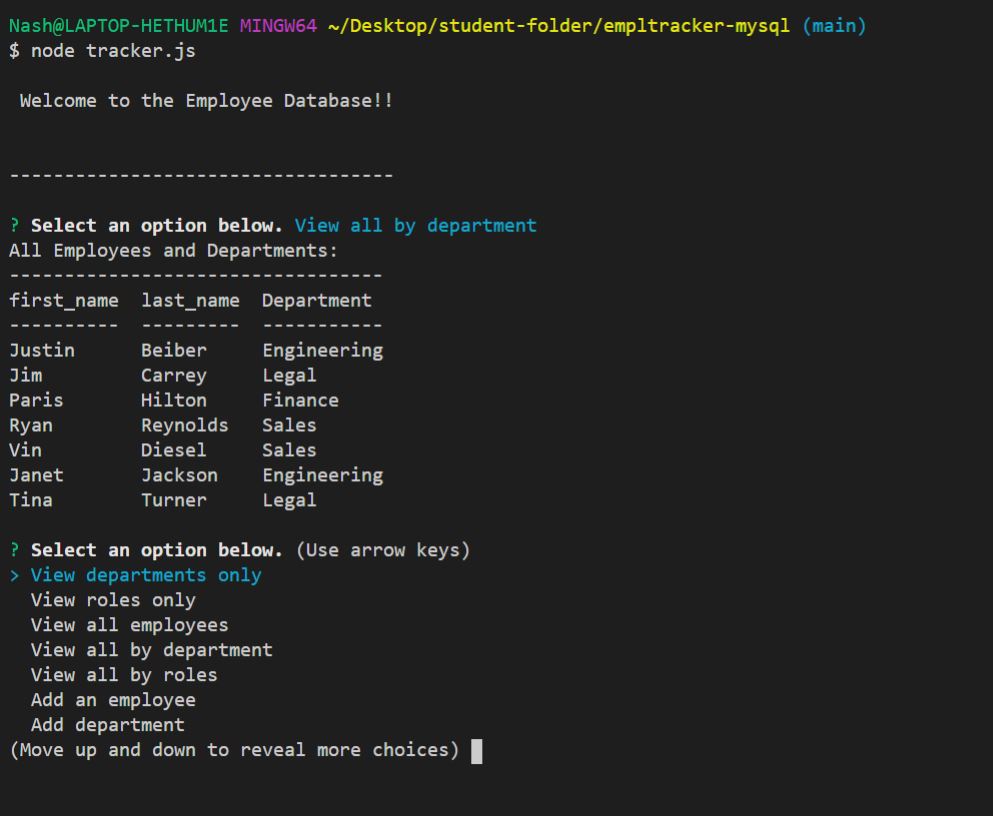 Nash@LAPTOP-HETHUM1E MINGW64 ~/Desktop/student-folder/empltracker-mysql (main)
$ node tracker.js
Welcome to the Employee Database!!
-----------------------------------
? Select an option below. View all by department
All Employees and Departments:
----------------------------------
first_name  last_name  Department
----------  ---------  -----------
Justin      Beiber     Engineering
Jim         Carrey     Legal
Paris       Hilton     Finance
Ryan        Reynolds   Sales
Vin         Diesel     Sales
Janet       Jackson    Engineering
Tina        Turner     Legal
? Select an option below. (Use arrow keys)
> View departments only
View roles only
View all employees
View all by department
View all by roles
Add an employee
Add department
(Move up and down to reveal more choices)